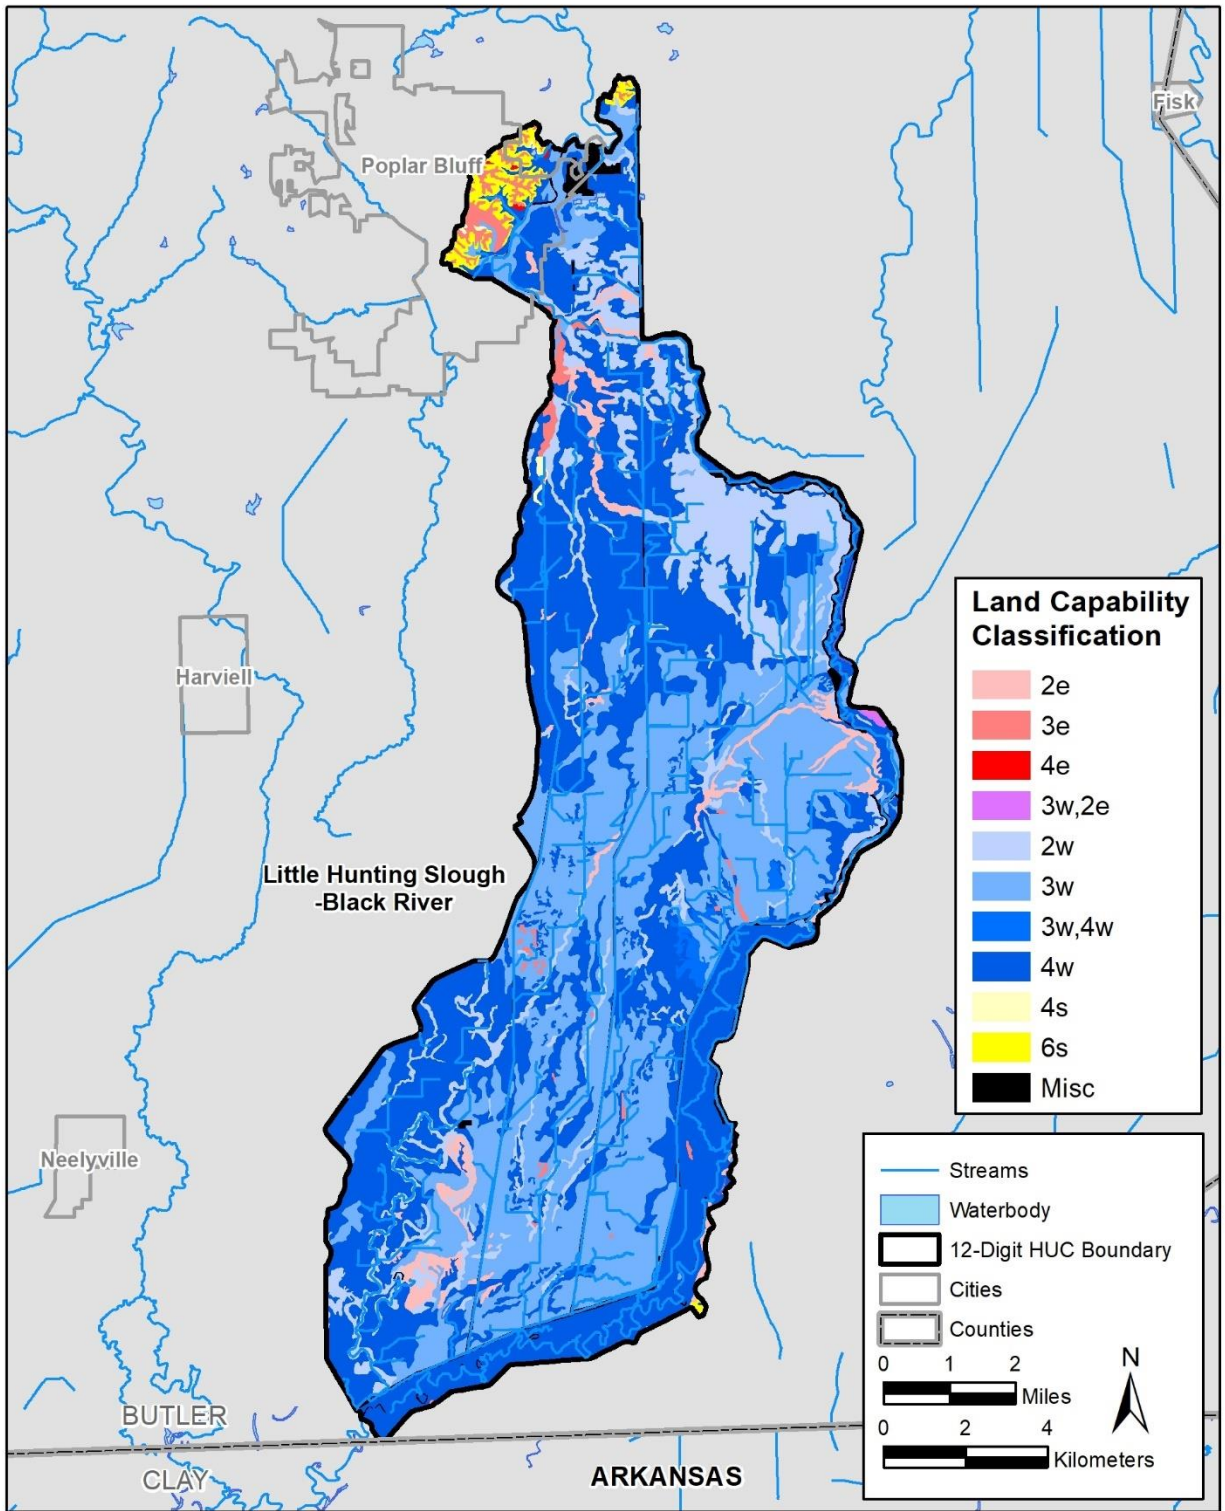 Fisk
Poplar Bluff
Land Capability
Classification
2e
3e
4e
3w,2e
2w
3w
3w,4w
4w
4s
6s
Misc
Harviell
Little Hunting Slough
-Black River
Neelyville
Streams
Waterbody
12-Digit HUC Boundary
Cities
Counties
0 1 2
Miles
0 2 4
Kilometers
N
BUTLER
CLAY
ARKANSAS